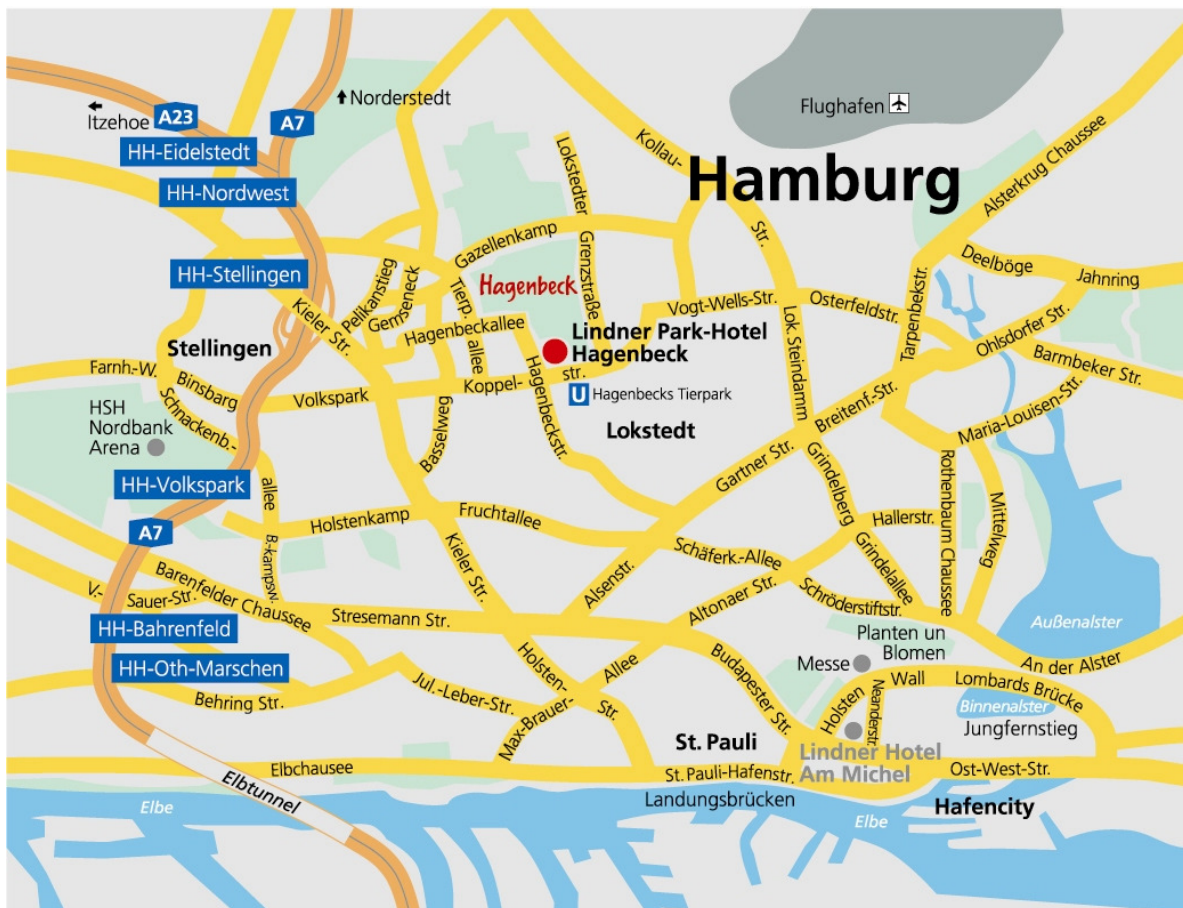 Norderstedt
Itzehoe
A23
A7
HH-Eidelstedt
HH-Nordwest
HH-Stellingen
Flughafen
Hamburg
Kollau-
Str.
Alsterkrug Chaussee
Lokstedter
Grenzstraße
Gazellenkamp
Deelböge
Jahnring
Pelikanstieg
Gemseneck
Tierp.
allee
Hagenbeck
Hagenbeckallee
Kieler Str.
Vogt-Wells-Str.
Osterfeldstr.
Tarpenbekstr.
Ohlsdorfer Str.
Barmbeker Str.
Lok. Steindamm
Stellingen
Lindner Park-Hotel
Hagenbeck
Farnh.-W.
Binsbarg
Volkspark
Koppel-
str.
Hagenbeckstr.
U
Hagenbecks Tierpark
Maria-Louisen-Str.
HSH
Nordbank
Arena
Schnackenb.-
allee
Basselweg
Lokstedt
Breitenf.-Str.
Gartner Str.
Grindelberg
HH-Volkspark
A7
Rothenbaum Chaussee
Mittelweg
Holstenkamp
Fruchtallee
Hallerstr.
B.-kampsw.
Kieler Str.
Schäferk.-Allee
Grindelallee
V.-
Sauer-Str.
Barenfelder Chaussee
Alsenstr.
Altonaer Str.
Schröderstiftstr.
Stresemann Str.
HH-Bahrenfeld
Außenalster
Planten un
Blomen
HH-Oth-Marschen
Messe
An der Alster
Behring Str.
Jul.-Leber-Str.
Holsten-
Str.
Max-Brauer-
Allee
Budapester Str.
Holsten
Wall
Neanderstr.
Lombards Brücke
Binnenalster
Jungfernstieg
St. Pauli
Lindner Hotel
Am Michel
Elbchausee
St. Pauli-Hafenstr.
Ost-West-Str.
Elbtunnel
Landungsbrücken
Hafencity
Elbe
Elbe